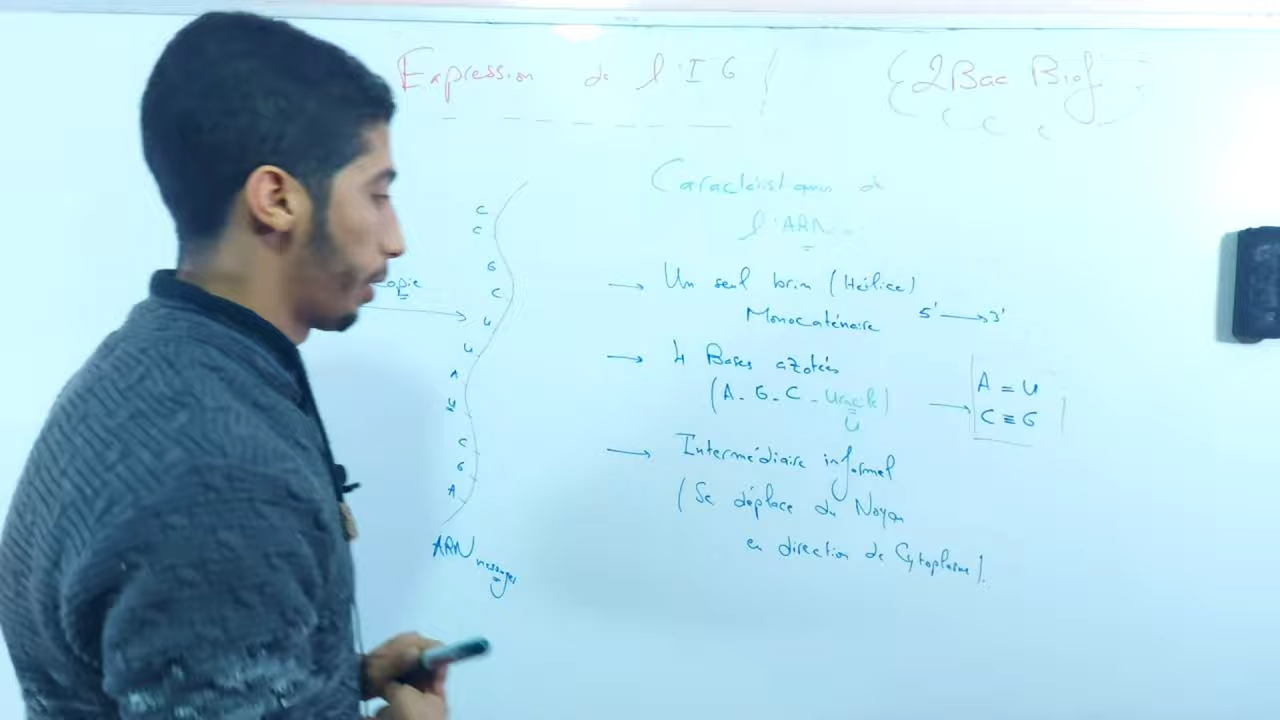 Expression de l'IG
2Bac Biof
Caractéristiques de
l'ARN
C
C
G
C
U
U
A
U
C
G
A
ARN messager
→ Un seul brin (Hélice)
Monocaténaire 5' → 3'
→ 4 Bases azotées
(A - G - C - Uracile)
U
→ A = U
C ≡ G
→ Intermédiaire informel
(Se déplace du Noyau
en direction de Cytoplasme).